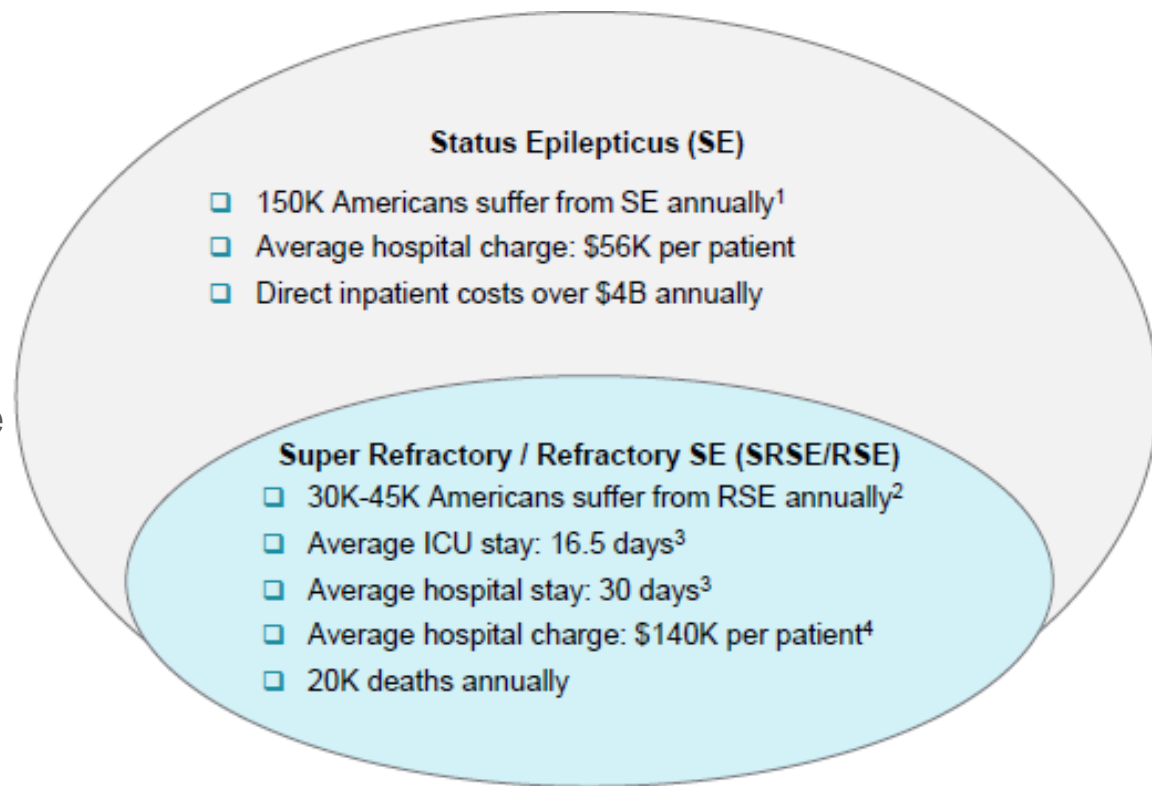 Status Epilepticus (SE)
❑ 150K Americans suffer from SE annually¹
❑ Average hospital charge: $56K per patient
❑ Direct inpatient costs over $4B annually
e
Super Refractory / Refractory SE (SRSE/RSE)
❑ 30K-45K Americans suffer from RSE annually²
❑ Average ICU stay: 16.5 days³
❑ Average hospital stay: 30 days³
❑ Average hospital charge: $140K per patient⁴
❑ 20K deaths annually